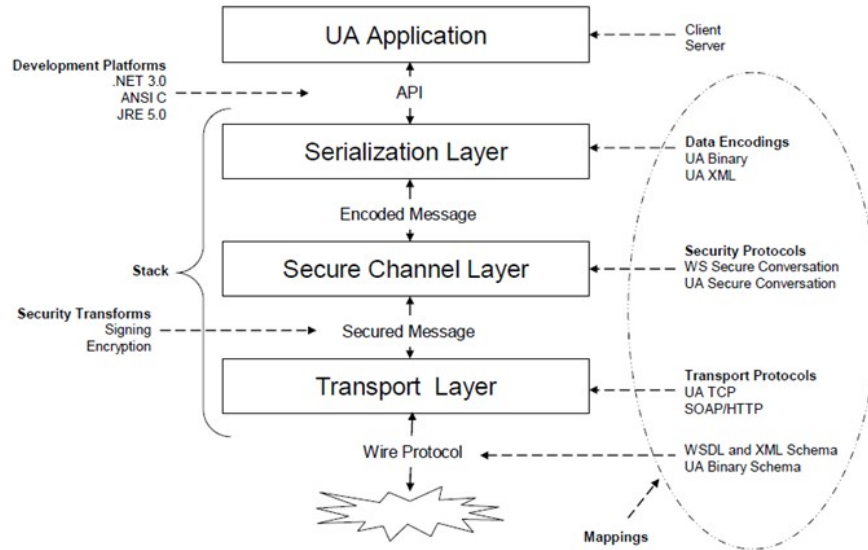 UA Application
Client
Server
Development Platforms
.NET 3.0
ANSI C
JRE 5.0
API
Serialization Layer
Data Encodings
UA Binary
UA XML
Encoded Message
Stack
Secure Channel Layer
Security Protocols
WS Secure Conversation
UA Secure Conversation
Security Transforms
Signing
Encryption
Secured Message
Transport Layer
Transport Protocols
UA TCP
SOAP/HTTP
Wire Protocol
WSDL and XML Schema
UA Binary Schema
Mappings